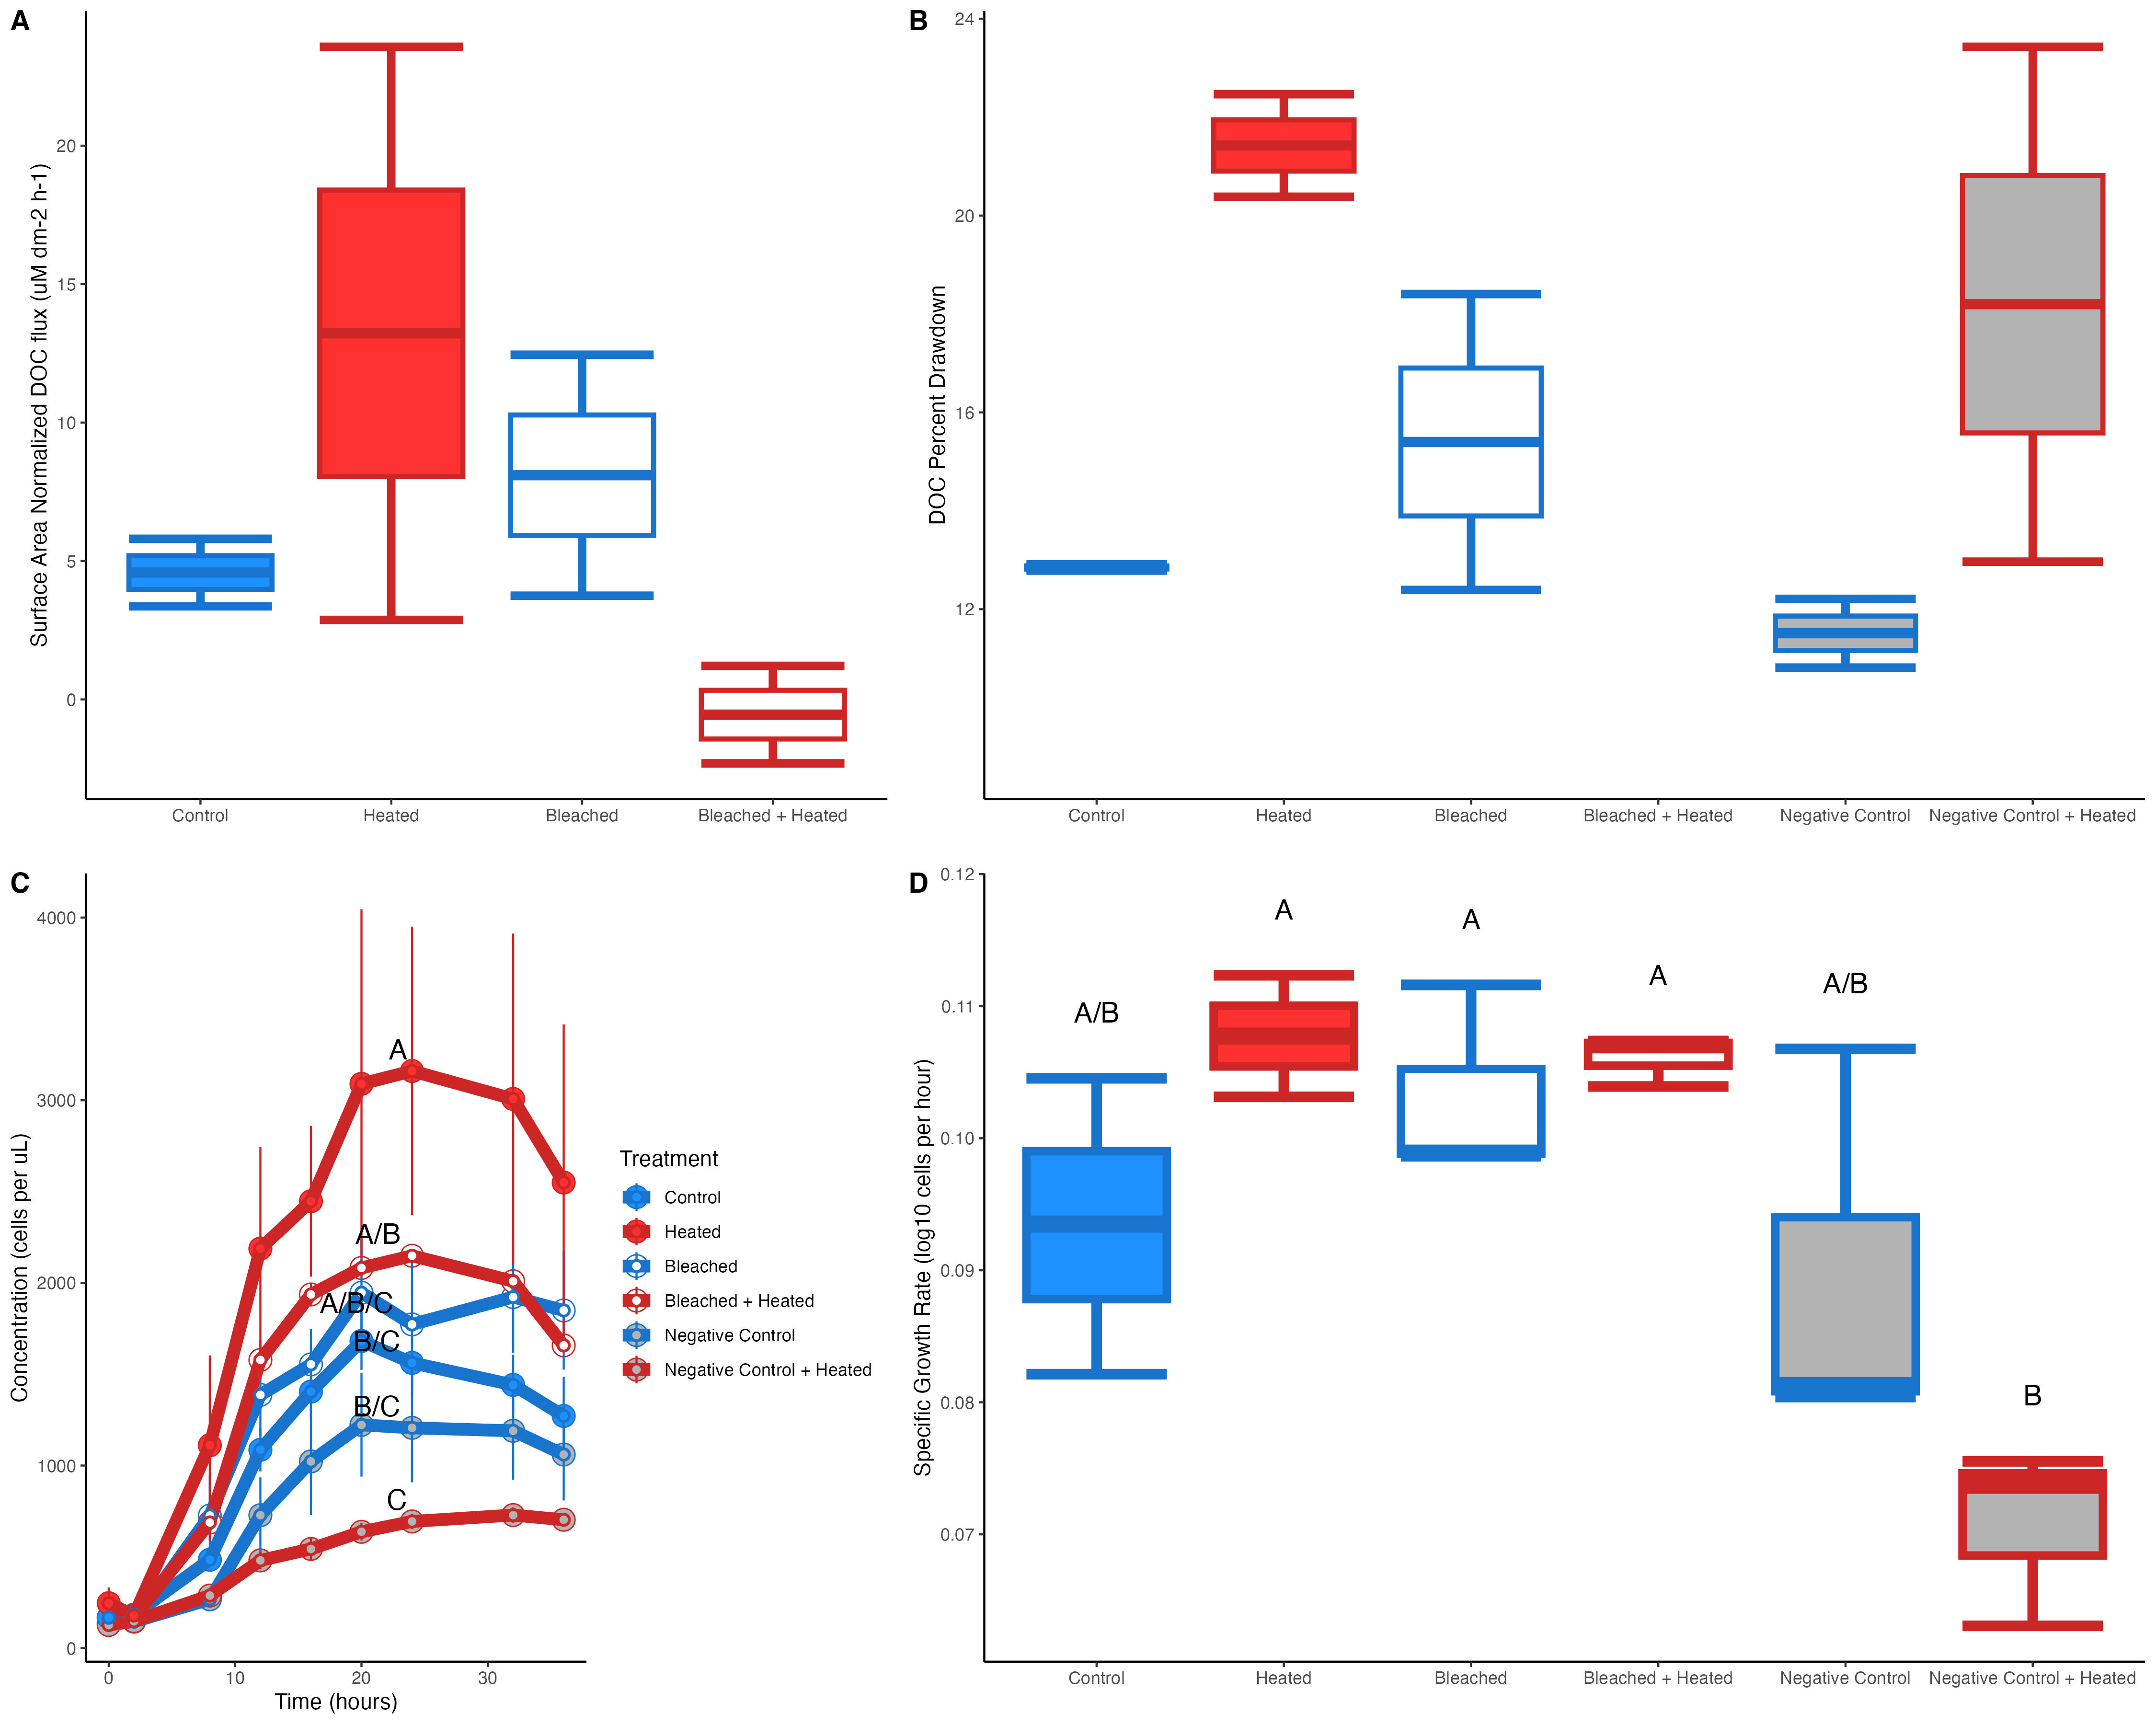 A
Surface Area Normalized DOC flux (uM dm-2 h-1)
20
15
10
5
0
Control
Heated
Bleached
Bleached + Heated
B
DOC Percent Drawdown
24
20
16
12
Control
Heated
Bleached
Bleached + Heated
Negative Control
Negative Control + Heated
C
Concentration (cells per uL)
4000
3000
2000
1000
0
A
A/B
A/B/C
B/C
B/C
C
0
10
20
30
Time (hours)
Treatment
Control
Heated
Bleached
Bleached + Heated
Negative Control
Negative Control + Heated
D
Specific Growth Rate (log10 cells per hour)
0.12
0.11
0.10
0.09
0.08
0.07
A/B
A
A
A
A/B
B
Control
Heated
Bleached
Bleached + Heated
Negative Control
Negative Control + Heated